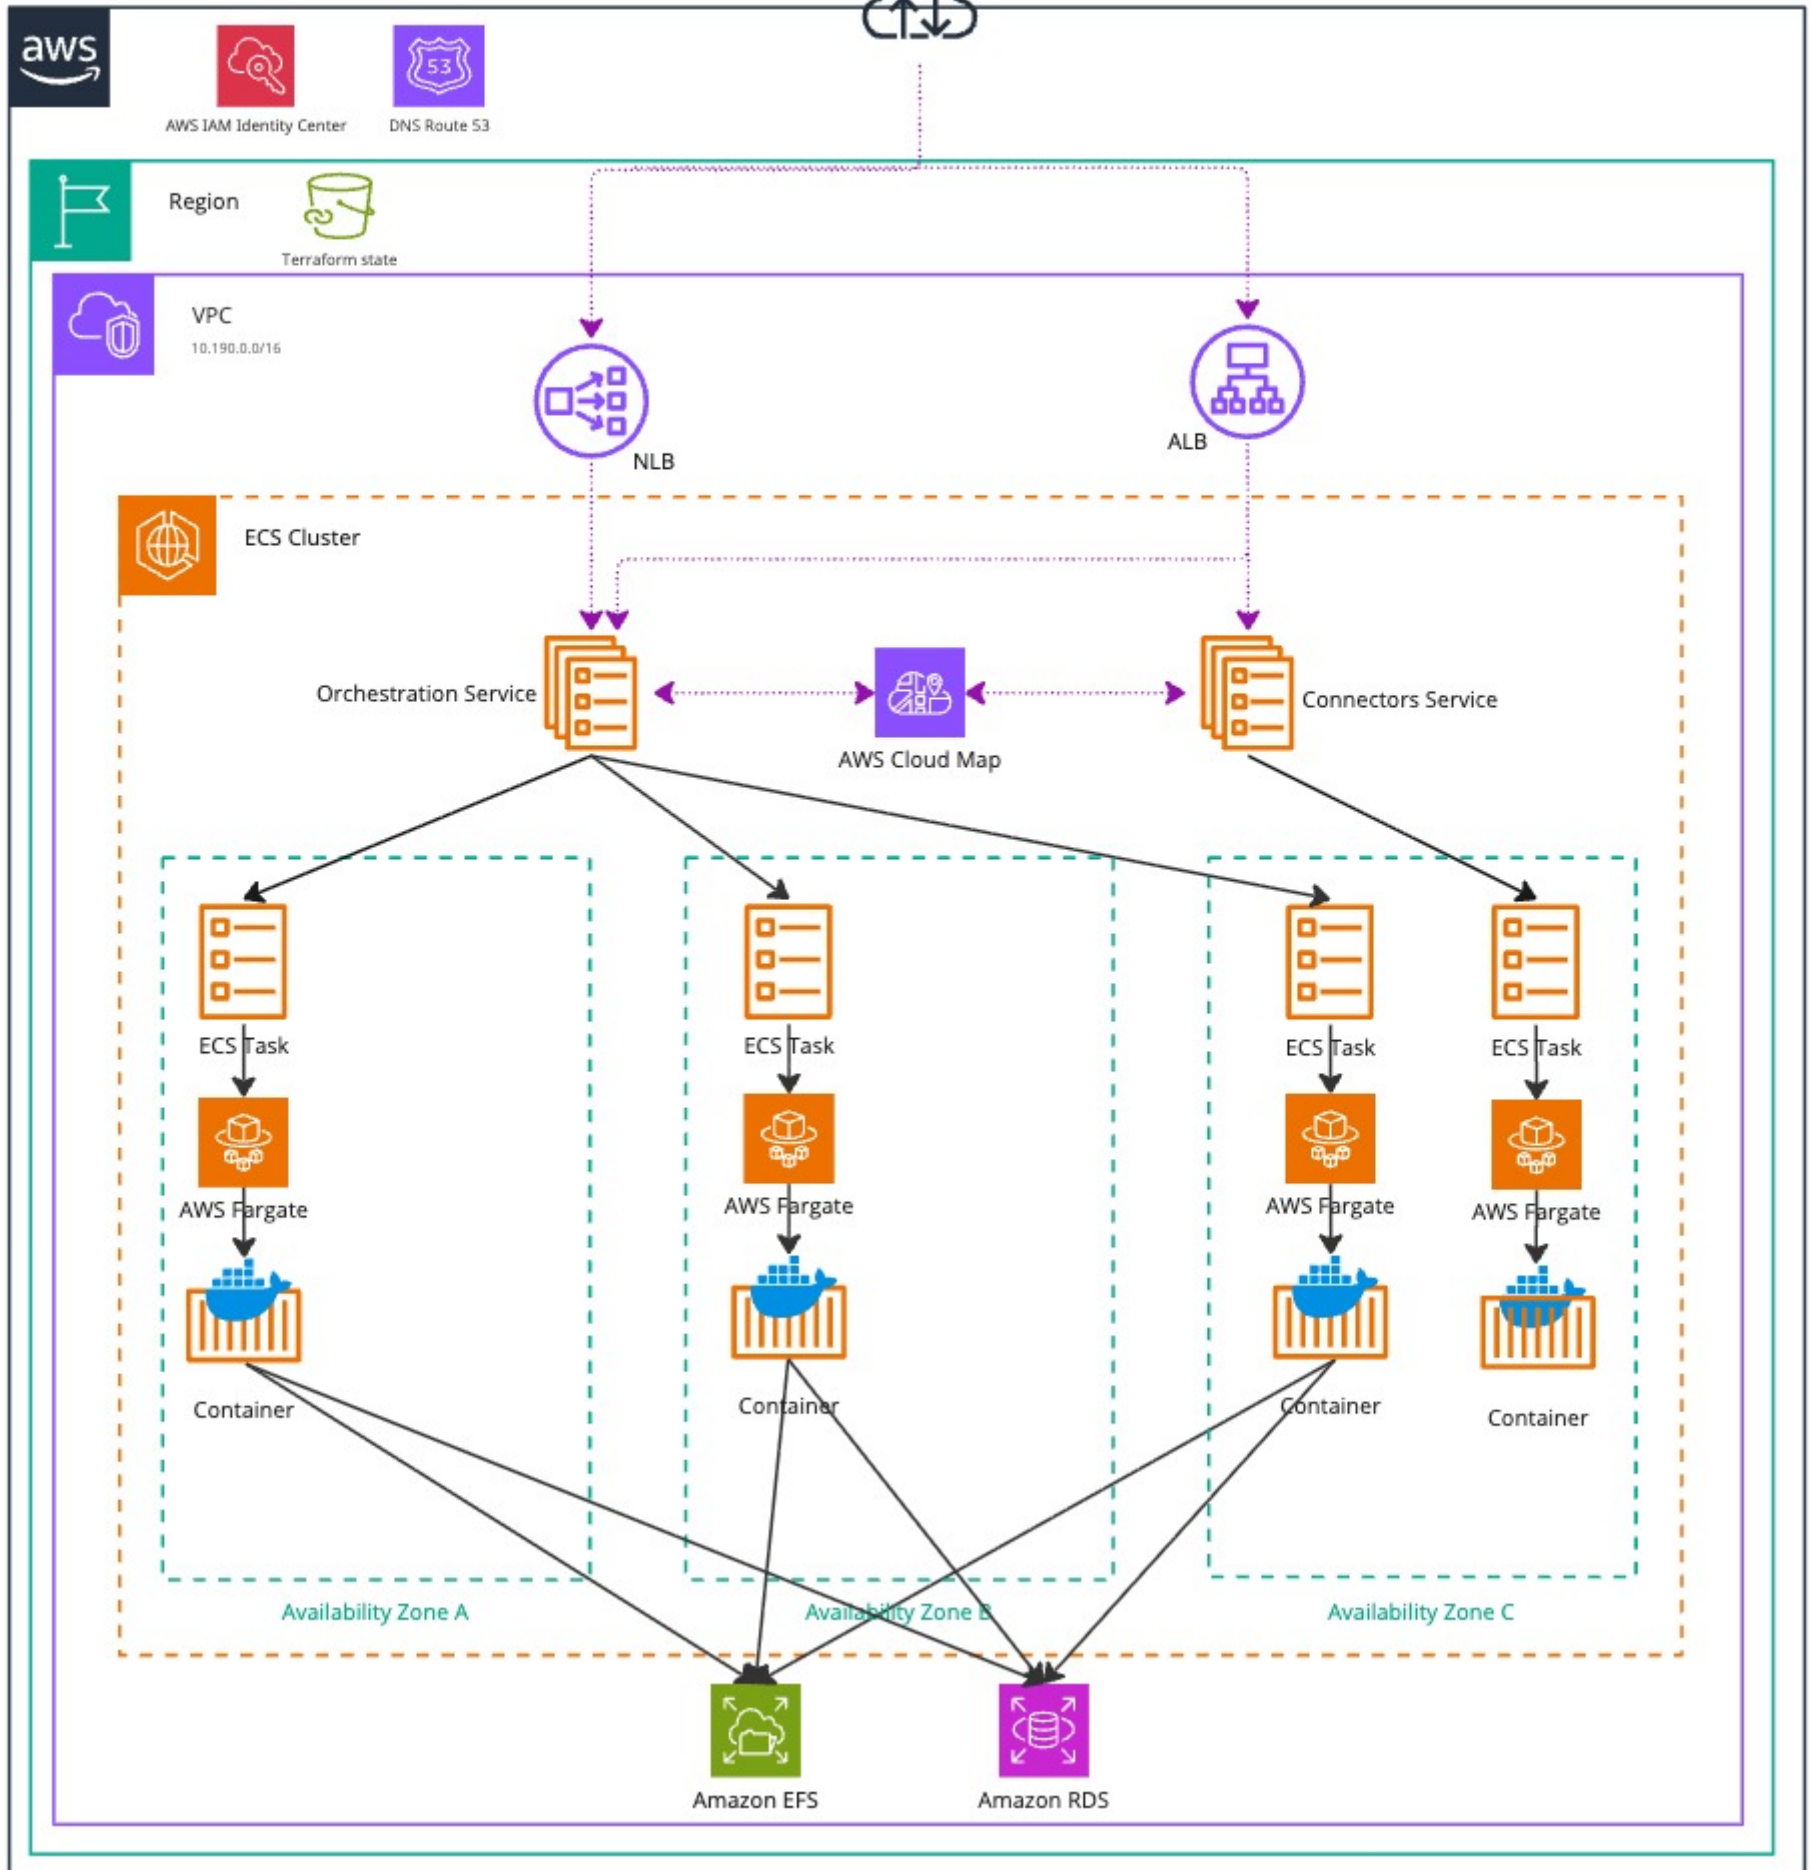 aws
53
AWS IAM Identity Center
DNS Route 53
Region
Terraform state
VPC
10.190.0.0/16
NLB
ALB
ECS Cluster
Orchestration Service
AWS Cloud Map
Connectors Service
ECS Task
ECS Task
ECS Task
ECS Task
AWS Fargate
AWS Fargate
AWS Fargate
AWS Fargate
Container
Container
Container
Container
Availability Zone A
Availability Zone B
Availability Zone C
Amazon EFS
Amazon RDS